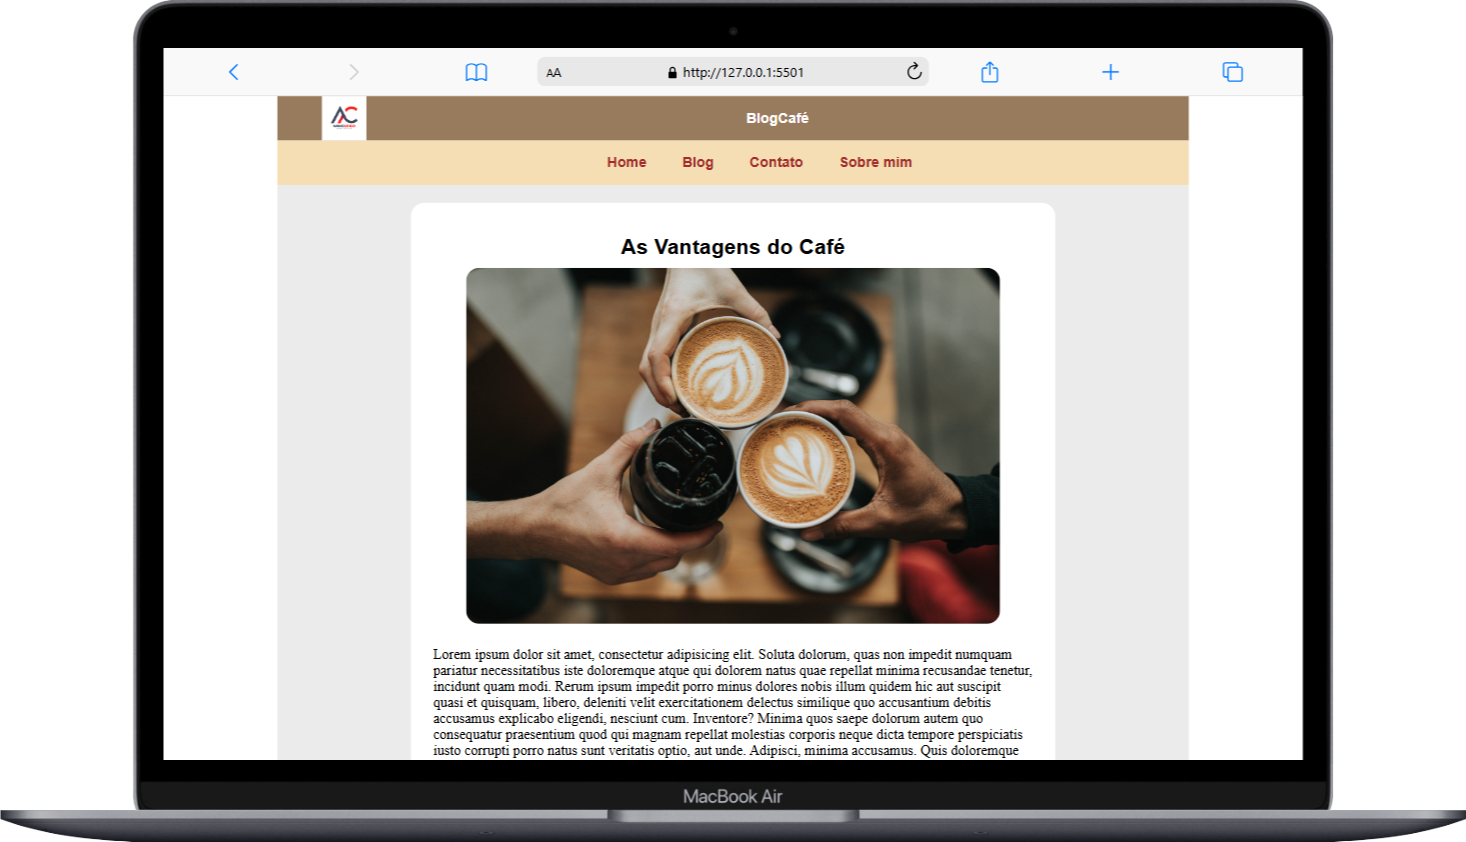 AA
http://127.0.0.1:5501
AC
BlogCafé
Home Blog Contato Sobre mim
As Vantagens do Café
Lorem ipsum dolor sit amet, consectetur adipisicing elit. Soluta dolorum, quas non impedit numquam
pariatur necessitatibus iste doloremque atque qui dolorem natus quae repellat minima recusandae tenetur,
incidunt quam modi. Rerum ipsum impedit porro minus dolores nobis illum quidem hic aut suscipit
quasi et quisquam, libero, deleniti velit exercitationem delectus similique quo accusantium debitis
accusamus explicabo eligendi, nesciunt cum. Inventore? Minima quos saepe dolorum autem quo
consequatur praesentium quod qui magnam repellat molestias corporis neque dicta tempore perspiciatis
iusto corrupti porro natus sunt veritatis optio, aut unde. Adipisci, minima accusamus. Quis doloremque
MacBook Air